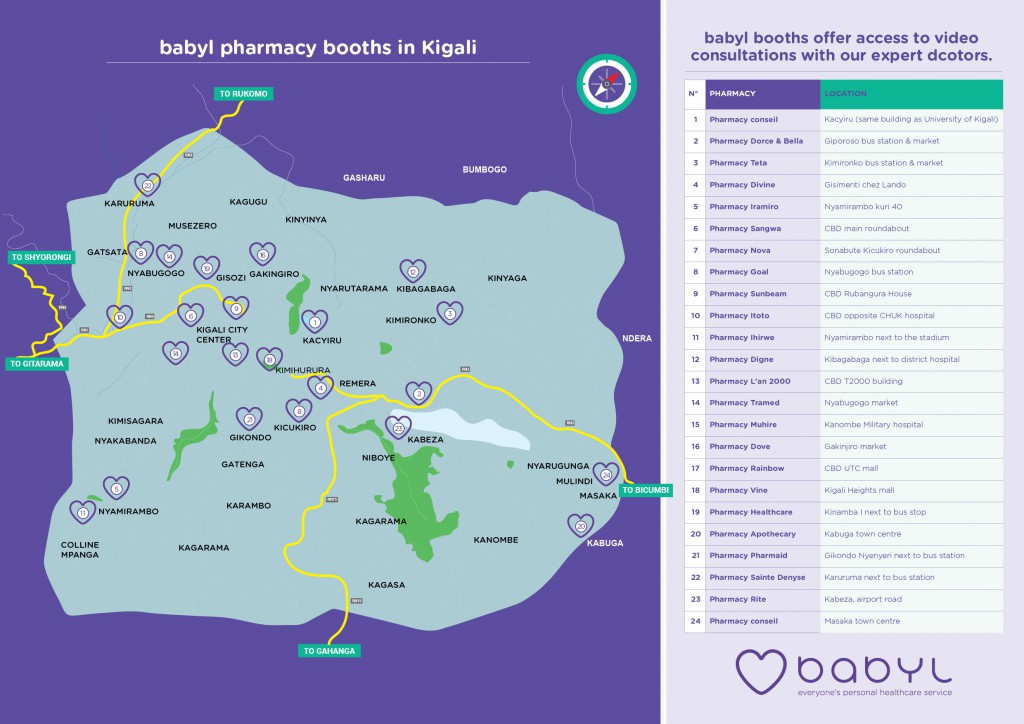 babyl pharmacy booths in Kigali
TO RUKOMO
GASHARU
BUMBOGO
22
KARURUMA
KAGUGU
MUSEZERO
KINYINYA
TO SHYORONGI
GATSATA
8
14
19
16
NYABUGOGO
GISOZI
GAKINGIRO
12
NYARUTARAMA
KIBAGABAGA
KINYAGA
10
6
9
1
KIMIRONKO
3
KIGALI CITY
CENTER
KACYIRU
NDERA
TO GITARAMA
14
13
18
KIMIHURURA
4
REMERA
2
KIMISAGARA
21
8
23
GIKONDO
KICUKIRO
KABEZA
NYAKABANDA
NIBOYE
GATENGA
NYARUGUNGA
MULINDI
24
MASAKA
TO BICUMBI
5
11
NYAMIRAMBO
KARAMBO
KAGARAMA
20
COLLINE
MPANGA
KAGARAMA
KANOMBE
KABUGA
KAGASA
TO GAHANGA
babyl booths offer access to video
consultations with our expert dcotors.
N° PHARMACY LOCATION
1 Pharmacy conseil Kacyiru (same building as University of Kigali)
2 Pharmacy Dorce & Bella Giporoso bus station & market
3 Pharmacy Teta Kimironko bus station & market
4 Pharmacy Divine Gisimenti chez Lando
5 Pharmacy Iramiro Nyamirambo kuri 40
6 Pharmacy Sangwa CBD main roundabout
7 Pharmacy Nova Sonabute Kicukiro roundabout
8 Pharmacy Goal Nyabugogo bus station
9 Pharmacy Sunbeam CBD Rubangura House
10 Pharmacy Itoto CBD opposite CHUK hospital
11 Pharmacy Ihirwe Nyamirambo next to the stadium
12 Pharmacy Digne Kibagabaga next to district hospital
13 Pharmacy L'an 2000 CBD T2000 building
14 Pharmacy Tramed Nyabugogo market
15 Pharmacy Muhire Kanombe Military hospital
16 Pharmacy Dove Gakinjiro market
17 Pharmacy Rainbow CBD UTC mall
18 Pharmacy Vine Kigali Heights mall
19 Pharmacy Healthcare Kinamba I next to bus stop
20 Pharmacy Apothecary Kabuga town centre
21 Pharmacy Pharmaid Gikondo Nyenyeri next to bus station
22 Pharmacy Sainte Denyse Karuruma next to bus station
23 Pharmacy Rite Kabeza, airport road
24 Pharmacy conseil Masaka town centre
babyl
everyone's personal healthcare service